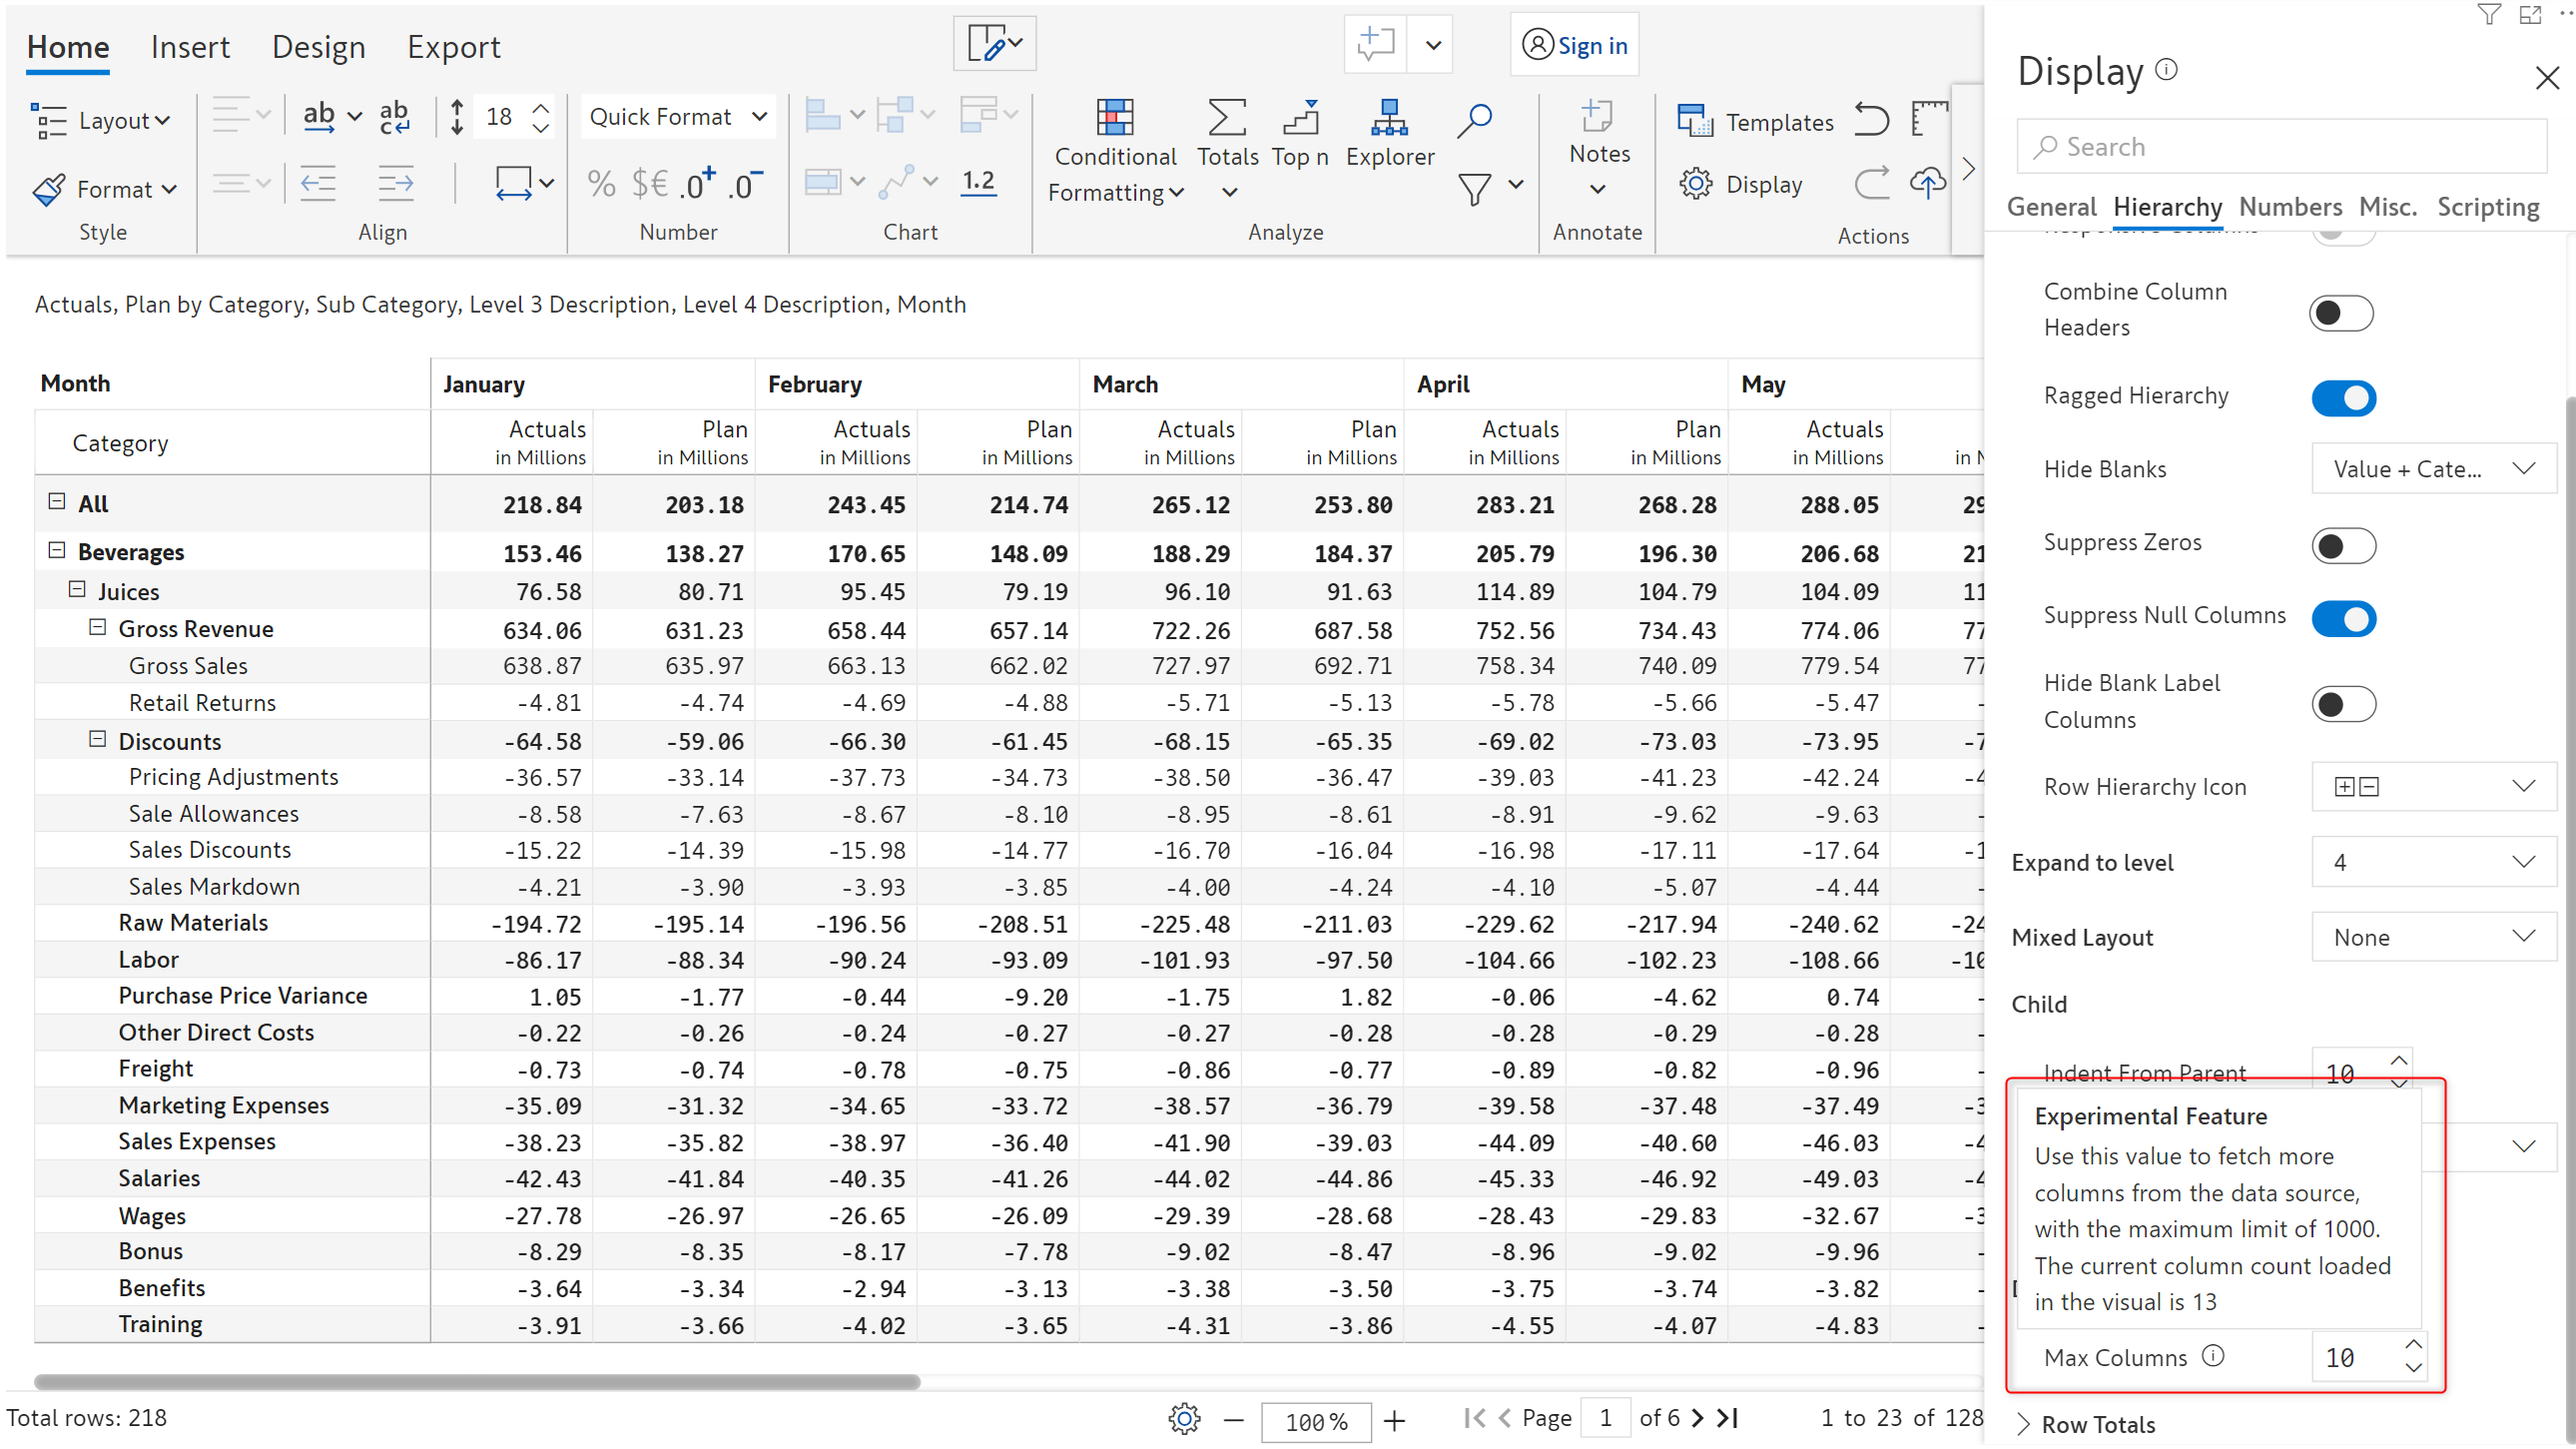 Home Insert Design Export Sign in
Layout ab ab c 18 Quick Format
Conditional Formatting Totals Top n Explorer Notes Templates
Format % $€ .0+ .0- 1.2 Display
Style Align Number Chart Analyze Annotate Actions
Actuals, Plan by Category, Sub Category, Level 3 Description, Level 4 Description, Month
Month January February March April May
Category Actuals in Millions Plan in Millions Actuals in Millions Plan in Millions Actuals in Millions Plan in Millions Actuals in Millions Plan in Millions Actuals in Millions in
All 218.84 203.18 243.45 214.74 265.12 253.80 283.21 268.28 288.05 29
Beverages 153.46 138.27 170.65 148.09 188.29 184.37 205.79 196.30 206.68 21
Juices 76.58 80.71 95.45 79.19 96.10 91.63 114.89 104.79 104.09 11
Gross Revenue 634.06 631.23 658.44 657.14 722.26 687.58 752.56 734.43 774.06 77
Gross Sales 638.87 635.97 663.13 662.02 727.97 692.71 758.34 740.09 779.54 77
Retail Returns -4.81 -4.74 -4.69 -4.88 -5.71 -5.13 -5.78 -5.66 -5.47 -
Discounts -64.58 -59.06 -66.30 -61.45 -68.15 -65.35 -69.02 -73.03 -73.95 -7
Pricing Adjustments -36.57 -33.14 -37.73 -34.73 -38.50 -36.47 -39.03 -41.23 -42.24 -4
Sale Allowances -8.58 -7.63 -8.67 -8.10 -8.95 -8.61 -8.91 -9.62 -9.63 -
Sales Discounts -15.22 -14.39 -15.98 -14.77 -16.70 -16.04 -16.98 -17.11 -17.64 -1
Sales Markdown -4.21 -3.90 -3.93 -3.85 -4.00 -4.24 -4.10 -5.07 -4.44 -
Raw Materials -194.72 -195.14 -196.56 -208.51 -225.48 -211.03 -229.62 -217.94 -240.62 -24
Labor -86.17 -88.34 -90.24 -93.09 -101.93 -97.50 -104.66 -102.23 -108.66 -10
Purchase Price Variance 1.05 -1.77 -0.44 -9.20 -1.75 1.82 -0.06 -4.62 0.74 -
Other Direct Costs -0.22 -0.26 -0.24 -0.27 -0.27 -0.28 -0.28 -0.29 -0.28 -
Freight -0.73 -0.74 -0.78 -0.75 -0.86 -0.77 -0.89 -0.82 -0.96 -
Marketing Expenses -35.09 -31.32 -34.65 -33.72 -38.57 -36.79 -39.58 -37.48 -37.49 -3
Sales Expenses -38.23 -35.82 -38.97 -36.40 -41.90 -39.03 -44.09 -40.60 -46.03 -4
Salaries -42.43 -41.84 -40.35 -41.26 -44.02 -44.86 -45.33 -46.92 -49.03 -4
Wages -27.78 -26.97 -26.65 -26.09 -29.39 -28.68 -28.43 -29.83 -32.67 -3
Bonus -8.29 -8.35 -8.17 -7.78 -9.02 -8.47 -8.96 -9.02 -9.96 -
Benefits -3.64 -3.34 -2.94 -3.13 -3.38 -3.50 -3.75 -3.74 -3.82 -
Training -3.91 -3.66 -4.02 -3.65 -4.31 -3.86 -4.55 -4.07 -4.83 -
Total rows: 218 100% Page 1 of 6 1 to 23 of 128
Display
Search
General Hierarchy Numbers Misc. Scripting
Responsive Columns
Combine Column
Headers
Ragged Hierarchy
Hide Blanks Value + Cate...
Suppress Zeros
Suppress Null Columns
Hide Blank Label
Columns
Row Hierarchy Icon
Expand to level 4
Mixed Layout None
Child
Indent From Parent 10
Experimental Feature
Use this value to fetch more
columns from the data source,
with the maximum limit of 1000.
The current column count loaded
in the visual is 13
Max Columns 10
Row Totals